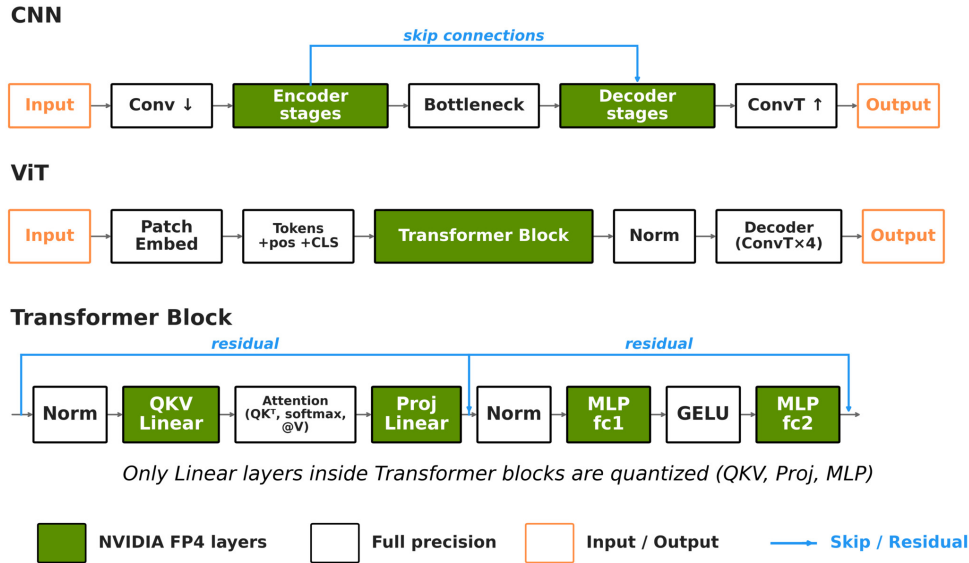 CNN
skip connections
Input
Conv ↓
Encoder
stages
Bottleneck
Decoder
stages
ConvT ↑
Output
ViT
Input
Patch
Embed
Tokens
+pos +CLS
Transformer Block
Norm
Decoder
(ConvT×4)
Output
Transformer Block
residual
residual
Norm
QKV
Linear
Attention
(QKᵀ, softmax,
@V)
Proj
Linear
Norm
MLP
fc1
GELU
MLP
fc2
Only Linear layers inside Transformer blocks are quantized (QKV, Proj, MLP)
NVIDIA FP4 layers
Full precision
Input / Output
Skip / Residual